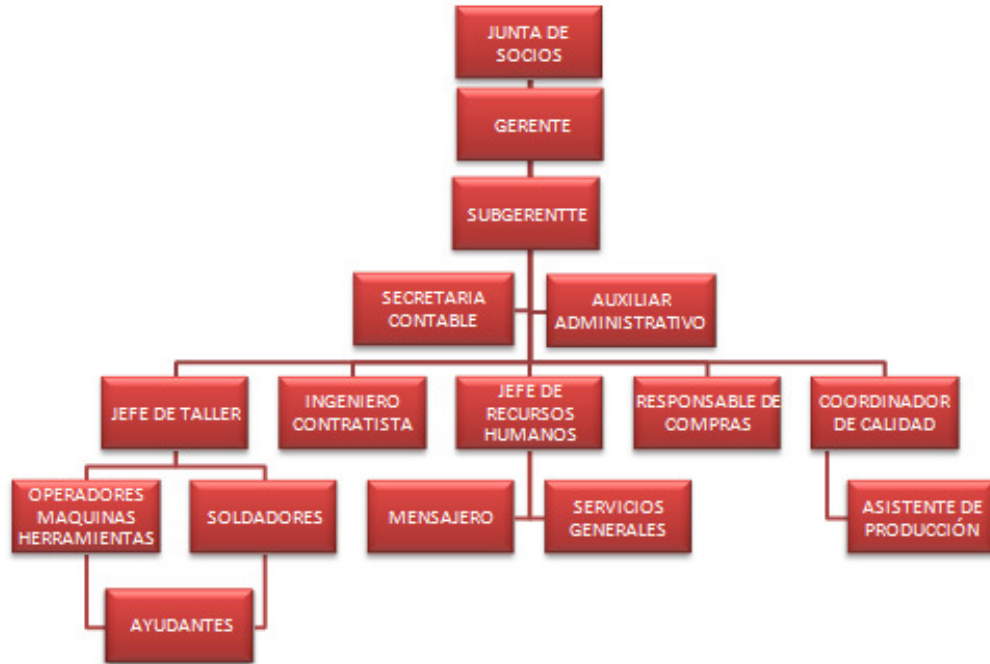 JUNTA DE
SOCIOS
GERENTE
SUBGERENTTE
SECRETARIA
CONTABLE
AUXILIAR
ADMINISTRATIVO
JEFE DE TALLER
INGENIERO
CONTRATISTA
JEFE DE
RECURSOS
HUMANOS
RESPONSABLE DE
COMPRAS
COORDINADOR
DE CALIDAD
OPERADORES
MAQUINAS
HERRAMIENTAS
SOLDADORES
MENSAJERO
SERVICIOS
GENERALES
ASISTENTE DE
PRODUCCIÓN
AYUDANTES